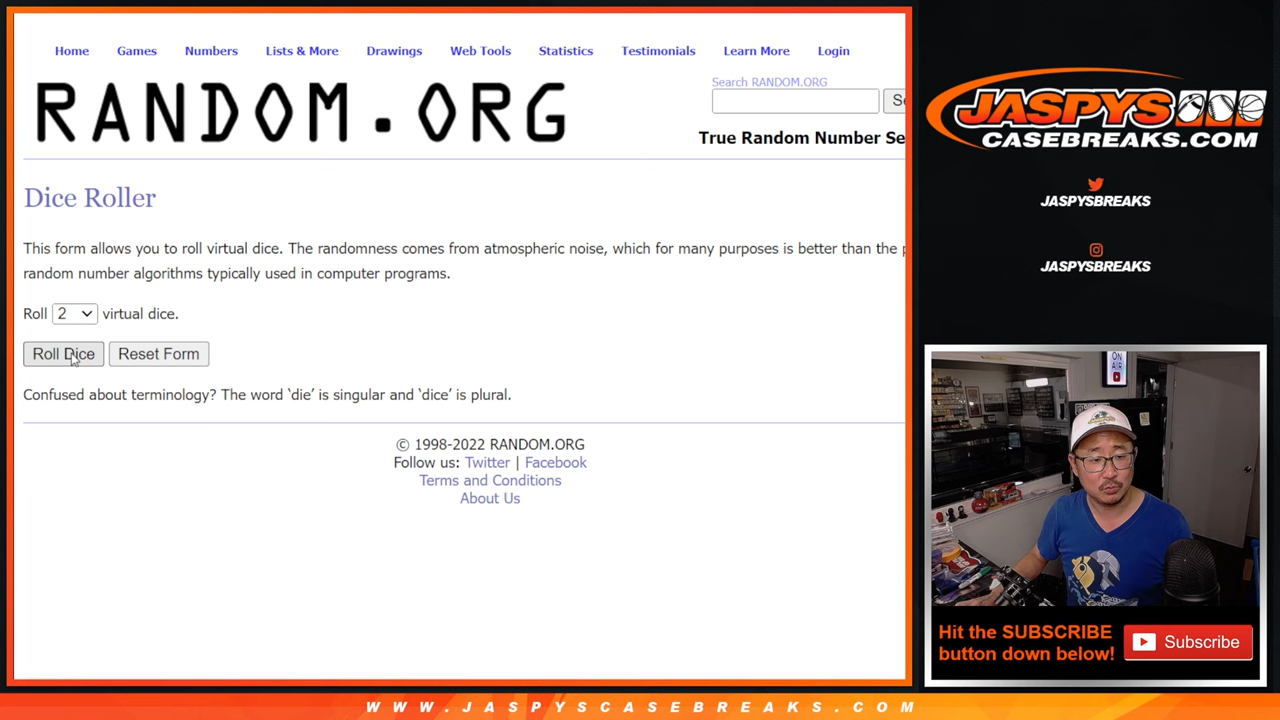 Home Games Numbers Lists & More Drawings Web Tools Statistics Testimonials Learn More Login
RANDOM.ORG
Search RANDOM.ORG
True Random Number Se
Dice Roller
This form allows you to roll virtual dice. The randomness comes from atmospheric noise, which for many purposes is better than the
random number algorithms typically used in computer programs.
Roll 2 virtual dice.
Roll Dice Reset Form
Confused about terminology? The word ‘die’ is singular and ‘dice’ is plural.
© 1998-2022 RANDOM.ORG
Follow us: Twitter | Facebook
Terms and Conditions
About Us
JASPYS
CASEBREAKS.COM
JASPYSBREAKS
JASPYSBREAKS
ON
AIR
Hit the SUBSCRIBE
button down below!
Subscribe
WWW.JASPYSCASEBREAKS.COM